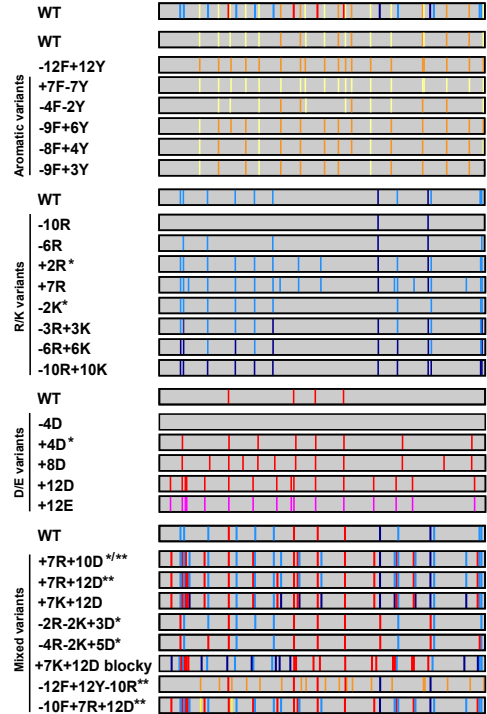 WT
WT
Aromatic variants
-12F+12Y
+7F-7Y
-4F-2Y
-9F+6Y
-8F+4Y
-9F+3Y
WT
R/K variants
-10R
-6R
+2R*
+7R
-2K*
-3R+3K
-6R+6K
-10R+10K
WT
D/E variants
-4D
+4D*
+8D
+12D
+12E
WT
Mixed variants
+7R+10D*/**
+7R+12D**
+7K+12D
-2R-2K+3D*
-4R-2K+5D*
+7K+12D blocky
-12F+12Y-10R**
-10F+7R+12D**